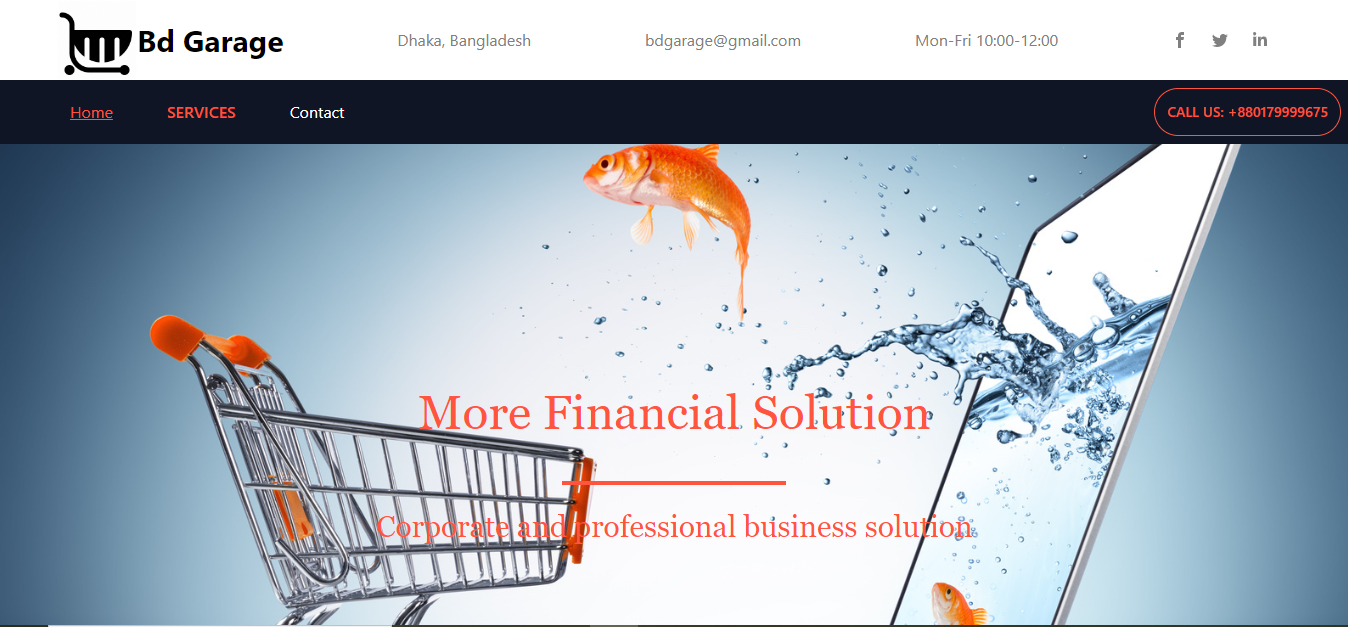 Bd Garage
Dhaka, Bangladesh
bdgarage@gmail.com
Mon-Fri 10:00-12:00
Home
SERVICES
Contact
CALL US: +880179999675
More Financial Solution
Corporate and professional business solution